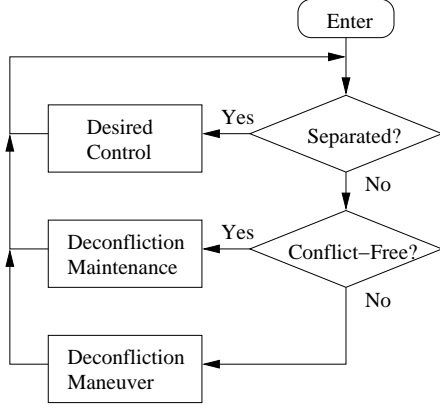 Enter
Yes
Desired
Control
Separated?
No
Yes
Deconfliction
Maintenance
Conflict–Free?
No
Deconfliction
Maneuver